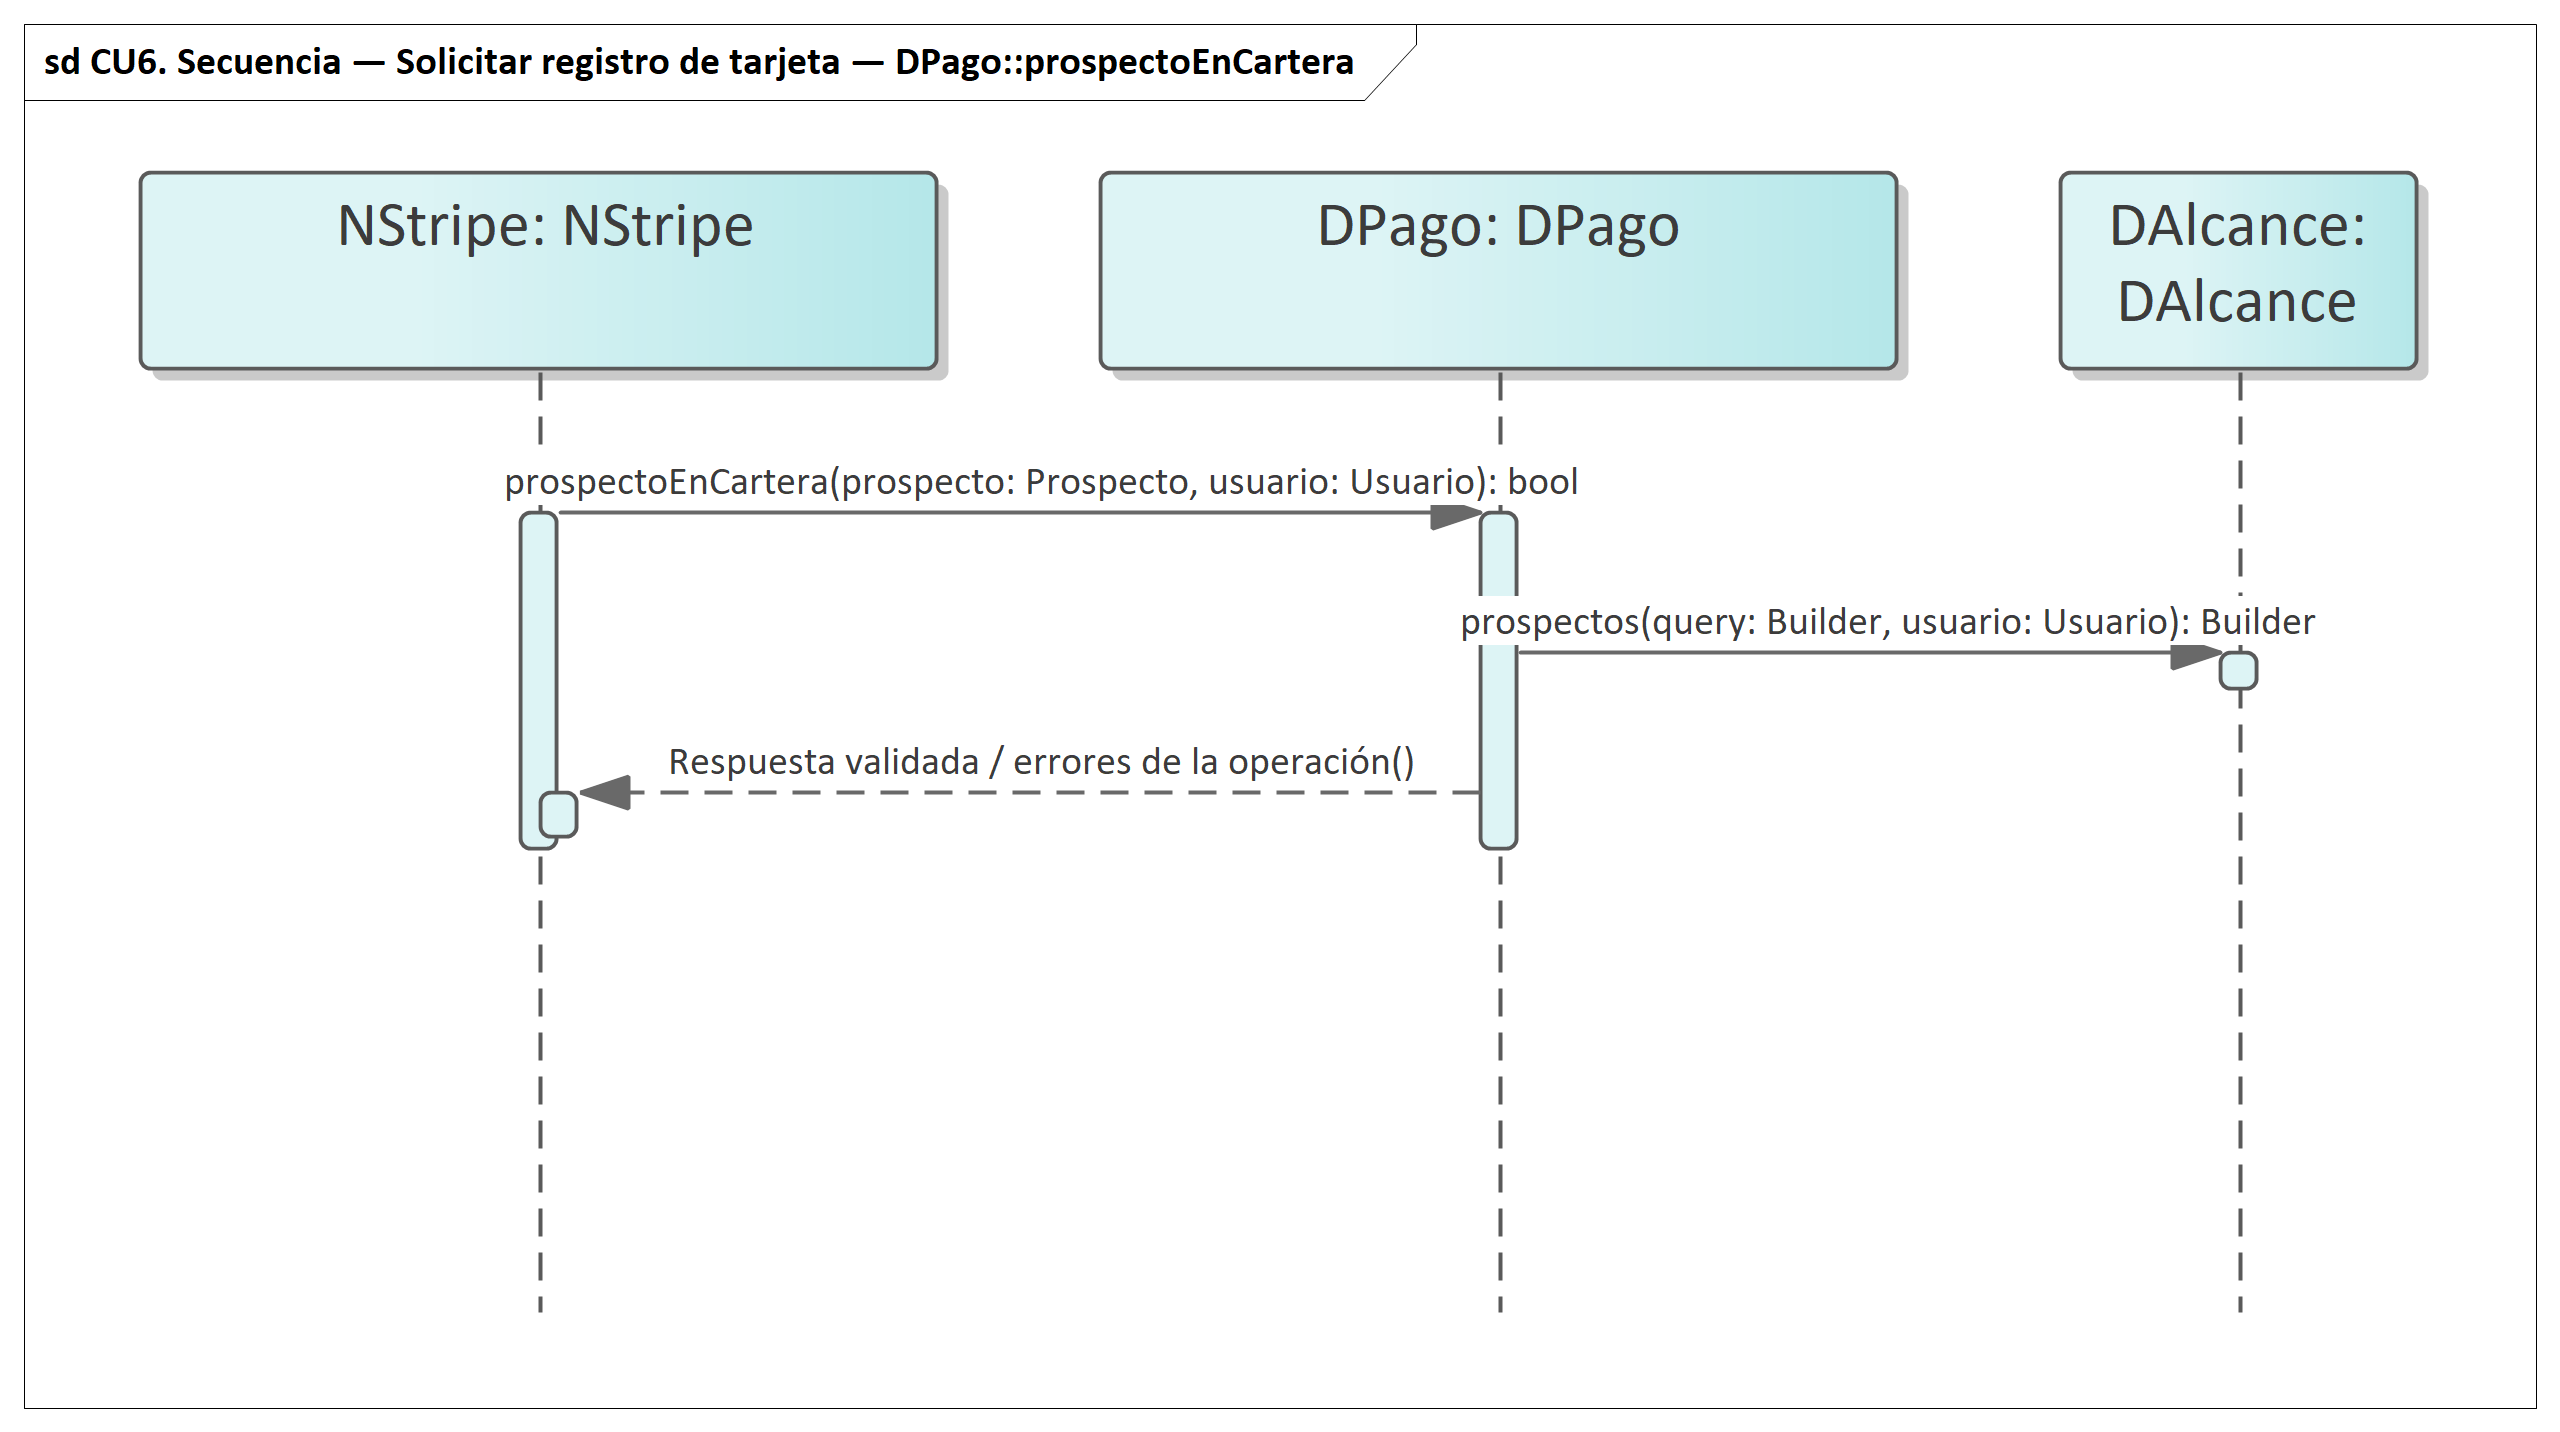 sd CU6. Secuencia — Solicitar registro de tarjeta — DPago::prospectoEnCartera
NStripe: NStripe
DPago: DPago
DAlcance:
DAlcance
prospectoEnCartera(prospecto: Prospecto, usuario: Usuario): bool
prospectos(query: Builder, usuario: Usuario): Builder
Respuesta validada / errores de la operación()